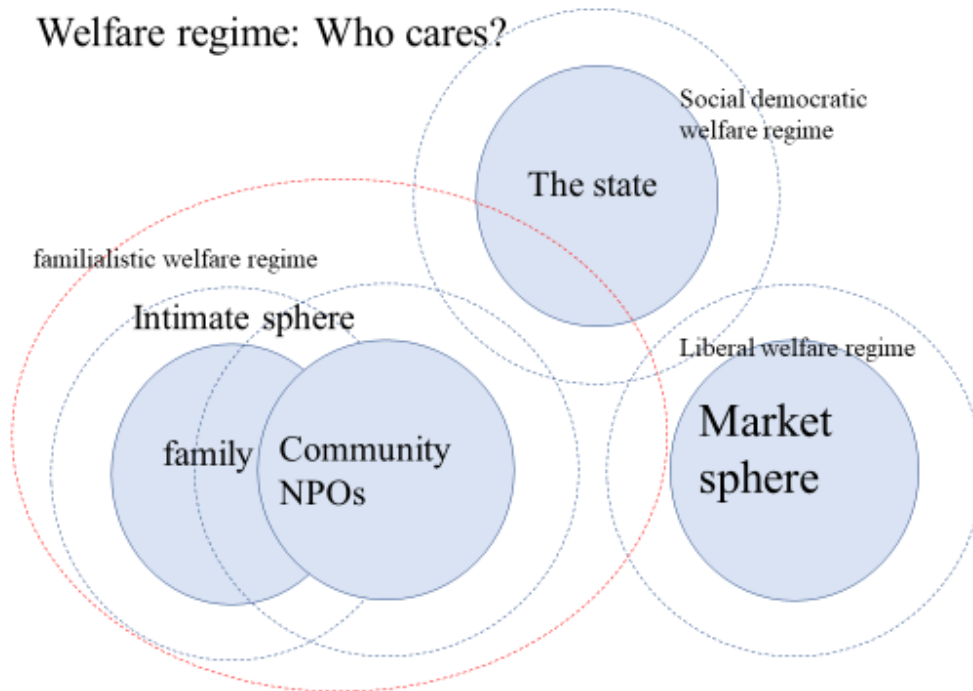 Welfare regime: Who cares?
Social democratic
welfare regime
The state
familialistic welfare regime
Intimate sphere
Liberal welfare regime
family
Community
NPOs
Market
sphere